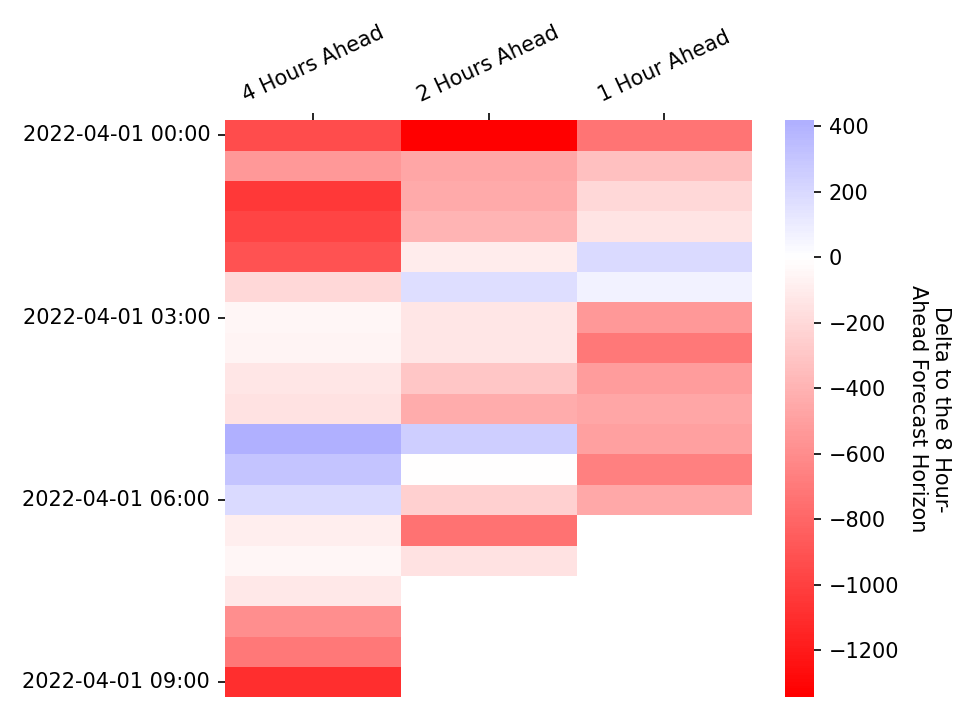 4 Hours Ahead
2 Hours Ahead
1 Hour Ahead
2022-04-01 00:00
2022-04-01 03:00
2022-04-01 06:00
2022-04-01 09:00
400
200
0
−200
−400
−600
−800
−1000
−1200
Delta to the 8 Hour-
Ahead Forecast Horizon